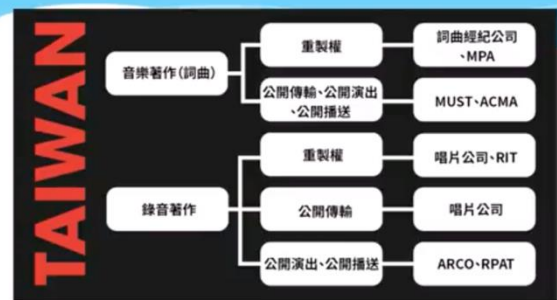 TAIWAN
音樂著作(詞曲)
重製權
詞曲經紀公司
、MPA
公開傳輸、公開演出
、公開播送
MUST、ACMA
錄音著作
重製權
唱片公司、RIT
公開傳輸
唱片公司
公開演出、公開播送
ARCO、RPAT